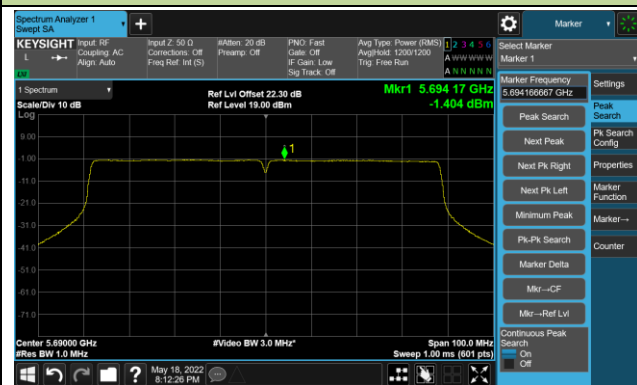 Spectrum Analyzer 1
Swept SA
Marker
KEYSIGHT
L
LXI
Input: RF
Coupling: AC
Align: Auto
Input Z: 50 Ω
Corrections: Off
Freq Ref: Int (S)
#Atten: 20 dB
Preamp: Off
PNO: Fast
Gate: Off
IF Gain: Low
Sig Track: Off
Avg Type: Power (RMS)
Avg|Hold: 1200/1200
Trig: Free Run
1 2 3 4 5 6
A W W W W W
A N N N N N
Select Marker
Marker 1
1 Spectrum
Scale/Div 10 dB
Log
Ref Lvl Offset 22.30 dB
Ref Level 19.00 dBm
Mkr1 5.694 17 GHz
-1.404 dBm
9.00
-1.00
-11.0
-21.0
-31.0
-41.0
-51.0
-61.0
-71.0
1
Center 5.69000 GHz
#Res BW 1.0 MHz
#Video BW 3.0 MHz*
Span 100.0 MHz
Sweep 1.00 ms (601 pts)
Marker Frequency
5.694166667 GHz
Peak Search
Next Peak
Next Pk Right
Next Pk Left
Minimum Peak
Pk-Pk Search
Marker Delta
Mkr→CF
Mkr→Ref Lvl
Continuous Peak
Search
On
Off
Settings
Peak
Search
Pk Search
Config
Properties
Marker
Function
Marker→
Counter
May 18, 2022
8:12:26 PM